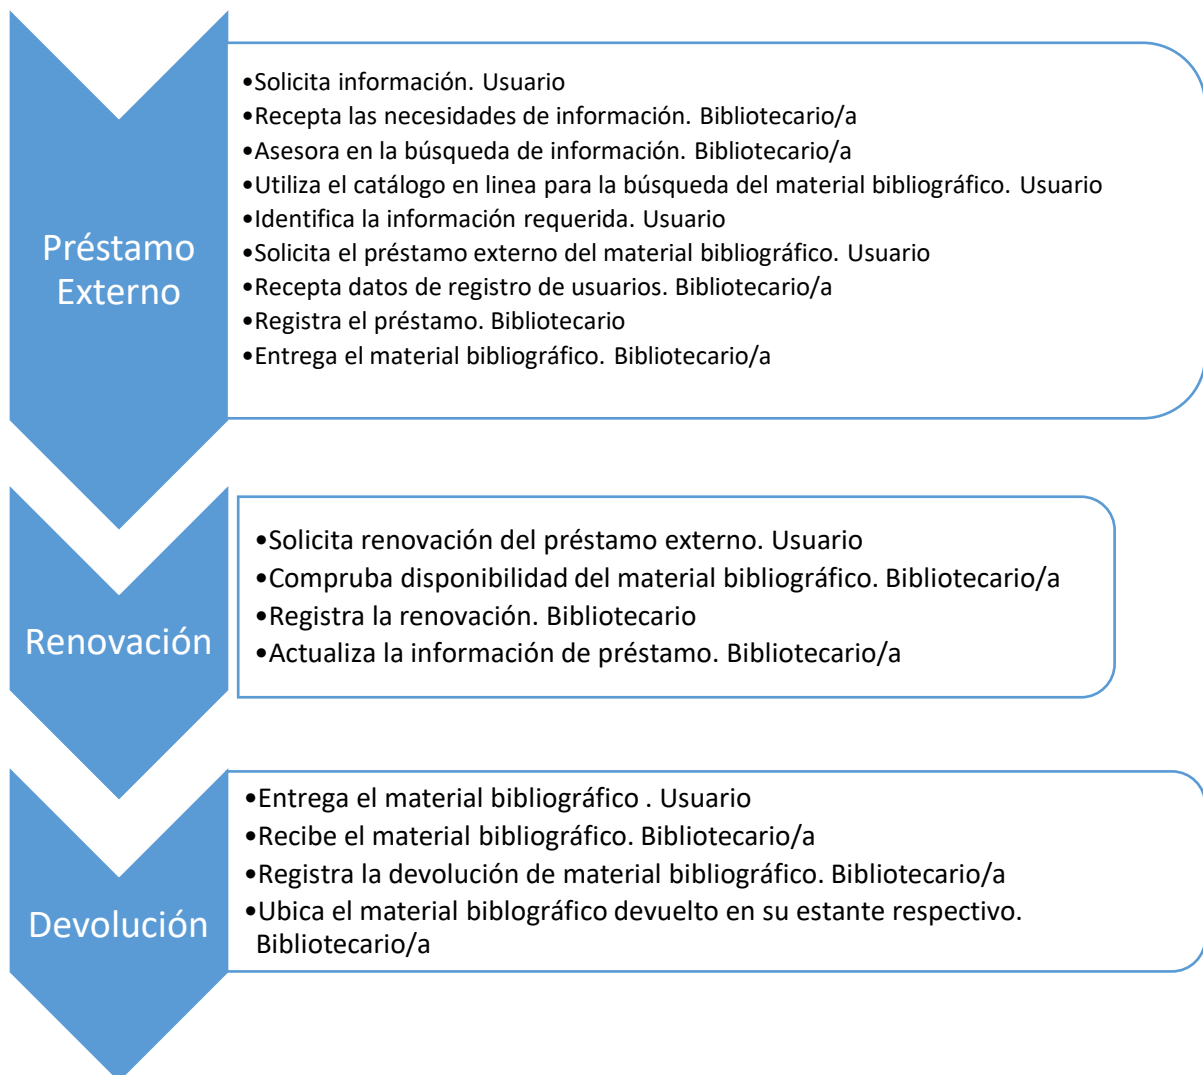 Préstamo
Externo
•Solicita información. Usuario
•Recepta las necesidades de información. Bibliotecario/a
•Asesora en la búsqueda de información. Bibliotecario/a
•Utiliza el catálogo en linea para la búsqueda del material bibliográfico. Usuario
•Identifica la información requerida. Usuario
•Solicita el préstamo externo del material bibliográfico. Usuario
•Recepta datos de registro de usuarios. Bibliotecario/a
•Registra el préstamo. Bibliotecario
•Entrega el material bibliográfico. Bibliotecario/a
Renovación
•Solicita renovación del préstamo externo. Usuario
•Compruba disponibilidad del material bibliográfico. Bibliotecario/a
•Registra la renovación. Bibliotecario
•Actualiza la información de préstamo. Bibliotecario/a
Devolución
•Entrega el material bibliográfico . Usuario
•Recibe el material bibliográfico. Bibliotecario/a
•Registra la devolución de material bibliográfico. Bibliotecario/a
•Ubica el material biblográfico devuelto en su estante respectivo.
Bibliotecario/a